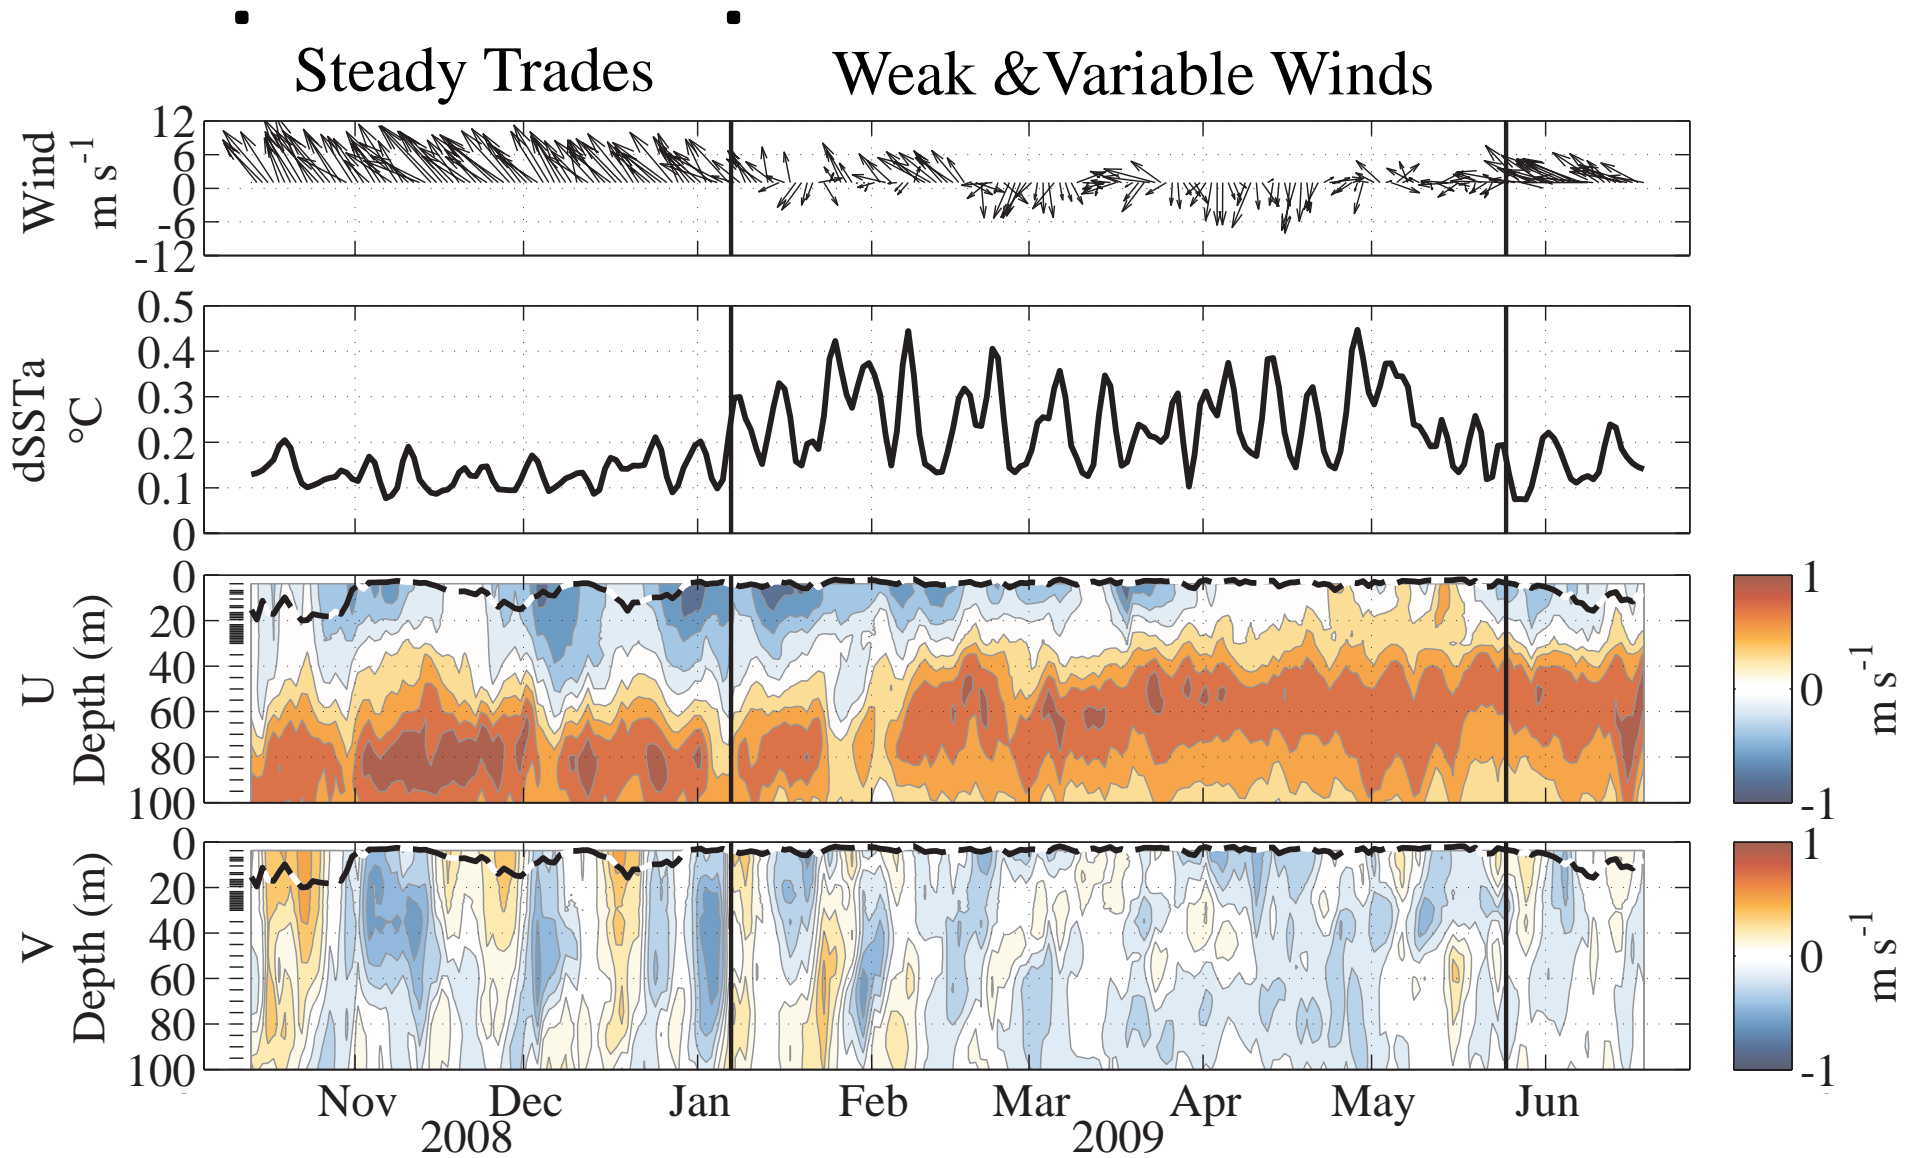 Steady Trades
Weak &Variable Winds
Wind
m s-1
12
6
0
-6
-12
dSSTa
°C
0.5
0.4
0.3
0.2
0.1
0
U
Depth (m)
0
20
40
60
80
100
1
0
-1
m s-1
V
Depth (m)
0
20
40
60
80
100
1
0
-1
m s-1
Nov Dec Jan Feb Mar Apr May Jun
2008 2009